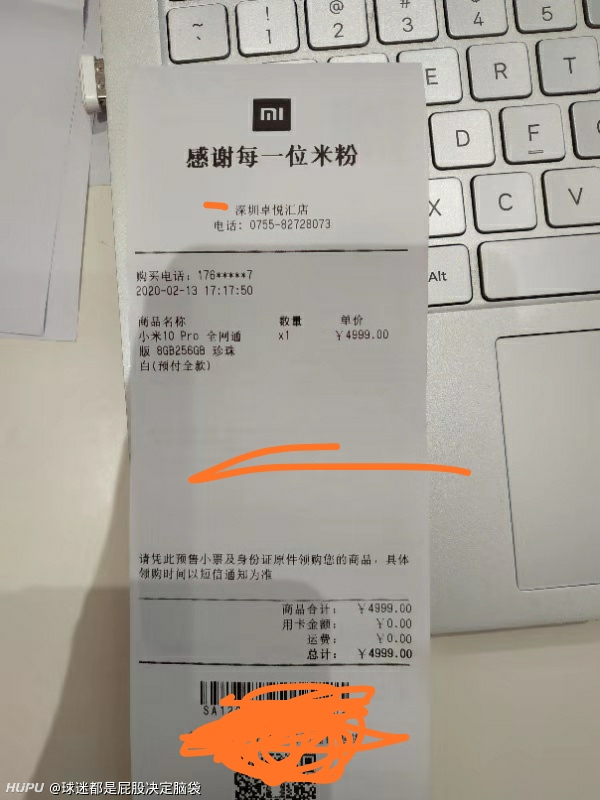 ~
`
!
1
@
2
#
3
$
4
5
E
R
T
D
F
X
C
V
Alt
mi
感谢每一位米粉
深圳卓悦汇店
电话: 0755-82728073
购买电话: 176*****7
2020-02-13 17:17:50
商品名称 数量 单价
小米10 Pro 全网通 x1 ¥4999.00
版 8GB256GB 珍珠
白(预付全款)
请凭此预售小票及身份证原件领购您的商品，具体
领购时间以短信通知为准
商品合计: ¥4999.00
用卡金额: ¥0.00
运费: ¥0.00
总计: ¥4999.00
HUPU @球迷都是屁股决定脑袋